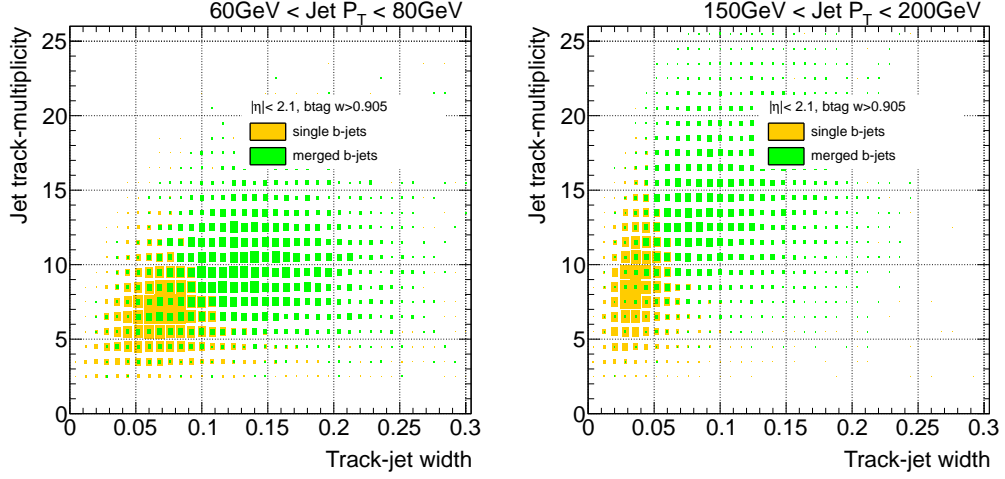 60GeV < Jet P_T < 80GeV
Jet track-multiplicity
25
20
15
10
5
0
|η|< 2.1, btag w>0.905
single b-jets
merged b-jets
0 0.05 0.1 0.15 0.2 0.25 0.3
Track-jet width
150GeV < Jet P_T < 200GeV
Jet track-multiplicity
25
20
15
10
5
0
|η|< 2.1, btag w>0.905
single b-jets
merged b-jets
0 0.05 0.1 0.15 0.2 0.25 0.3
Track-jet width